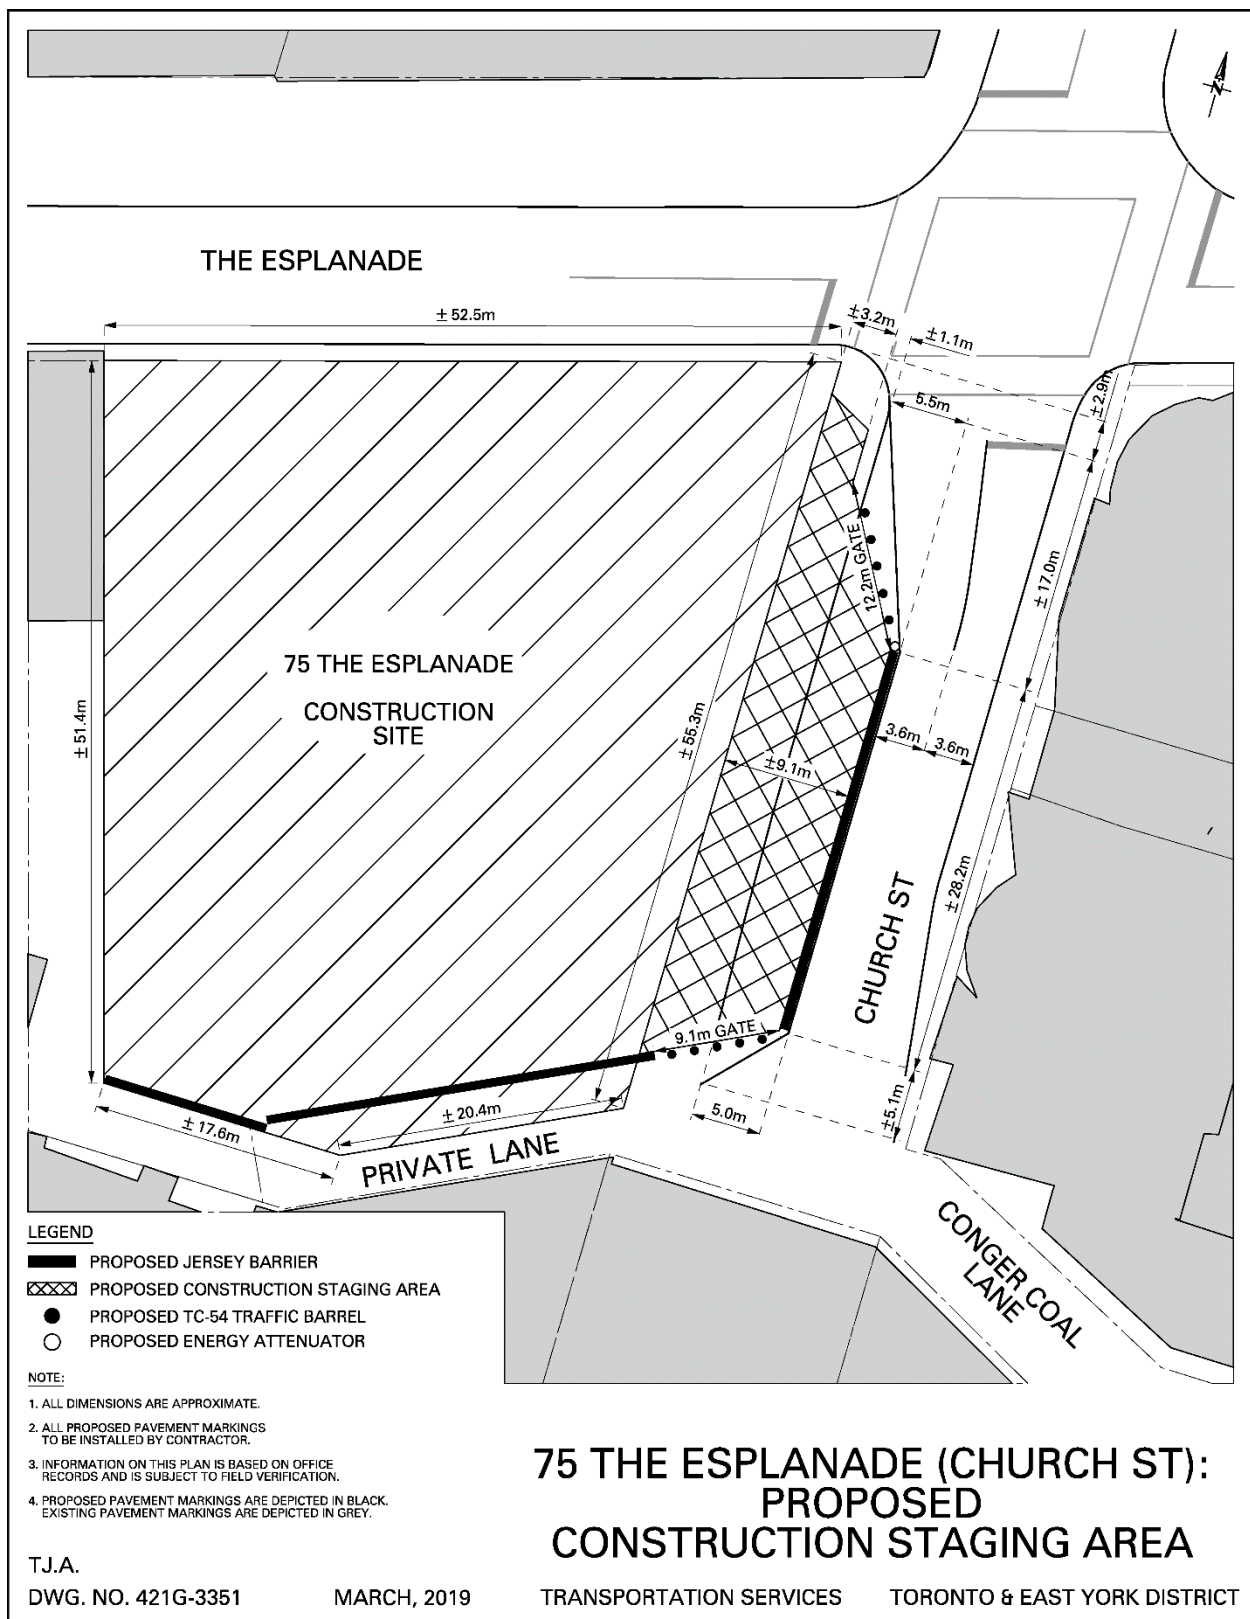 N
THE ESPLANADE
± 52.5m
±3.2m
±1.1m
±2.9m
5.5m
12.2m GATE
±17.0m
75 THE ESPLANADE
CONSTRUCTION
SITE
±51.4m
±55.3m
3.6m
3.6m
±9.1m
±28.2m
CHURCH ST
9.1m GATE
±5.1m
5.0m
±20.4m
±17.6m
PRIVATE LANE
CONGER COAL
LANE
LEGEND
PROPOSED JERSEY BARRIER
PROPOSED CONSTRUCTION STAGING AREA
PROPOSED TC-54 TRAFFIC BARREL
PROPOSED ENERGY ATTENUATOR
NOTE:
1. ALL DIMENSIONS ARE APPROXIMATE.
2. ALL PROPOSED PAVEMENT MARKINGS
TO BE INSTALLED BY CONTRACTOR.
3. INFORMATION ON THIS PLAN IS BASED ON OFFICE
RECORDS AND IS SUBJECT TO FIELD VERIFICATION.
4. PROPOSED PAVEMENT MARKINGS ARE DEPICTED IN BLACK.
EXISTING PAVEMENT MARKINGS ARE DEPICTED IN GREY.
75 THE ESPLANADE (CHURCH ST):
PROPOSED
CONSTRUCTION STAGING AREA
T.J.A.
DWG. NO. 421G-3351 MARCH, 2019 TRANSPORTATION SERVICES TORONTO & EAST YORK DISTRICT